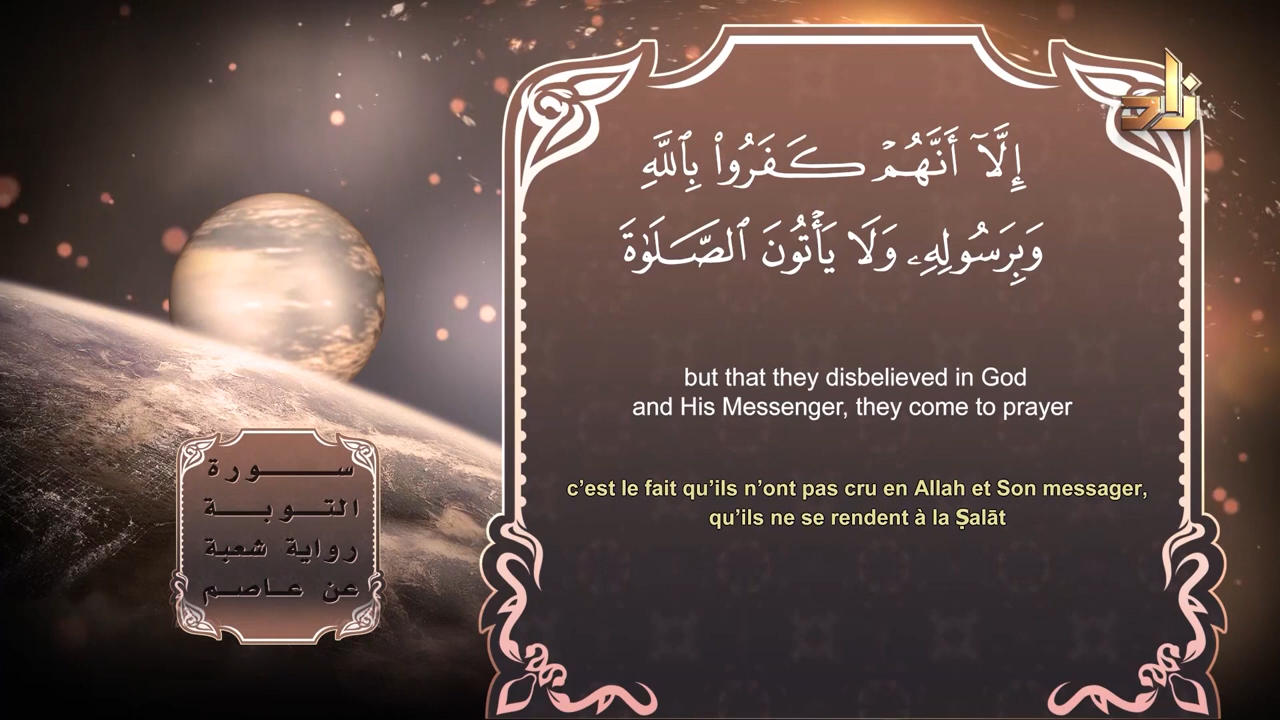 زاد
إِلَّآ أَنَّهُمْ كَفَرُوا۟ بِٱللَّهِ
وَبِرَسُولِهِۦ وَلَا يَأْتُونَ ٱلصَّلَوٰةَ
but that they disbelieved in God
and His Messenger, they come to prayer
c’est le fait qu’ils n’ont pas cru en Allah et Son messager,
qu’ils ne se rendent à la Ṣalāt
سورة
التوبة
رواية شعبة
عن عاصم